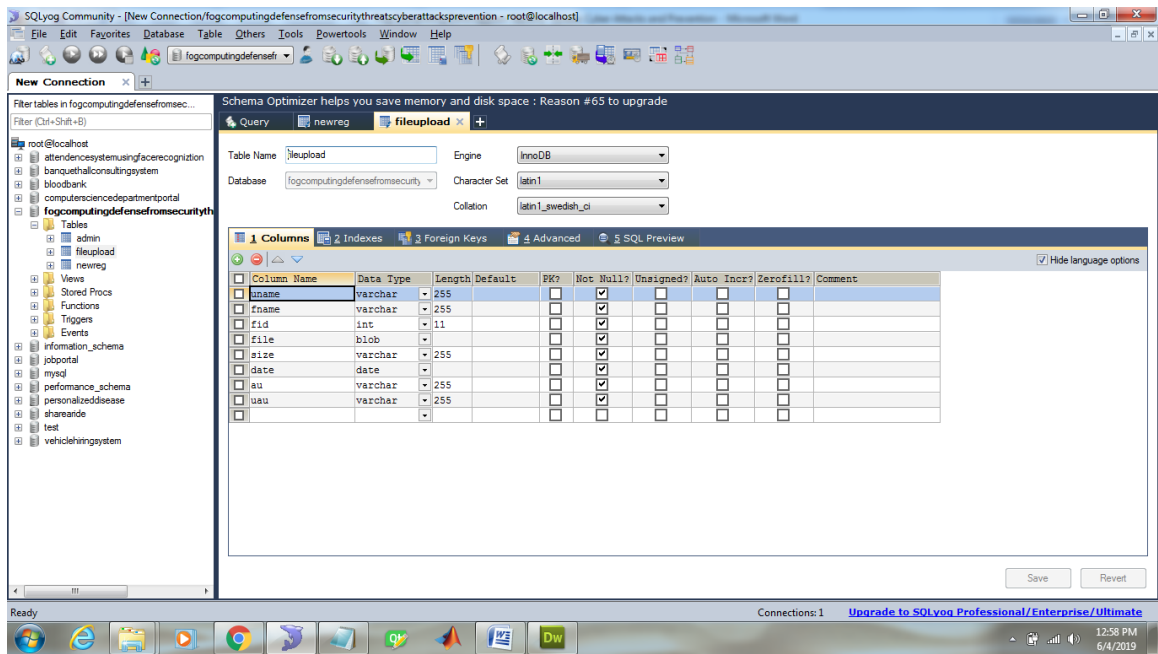 SQLyog Community - [New Connection/fogcomputingdefensefromsecuritythreatscyberattacksprevention - root@localhost]
File Edit Favorites Database Table Others Tools Powertools Window Help
fogcomputingdefensefr
New Connection
Filter tables in fogcomputingdefensefromsec...
Filter (Ctrl+Shift+B)
root@localhost
attendencesystemusingfacerecogniztion
banquethallconsultingsystem
bloodbank
computersciencedepartmentportal
fogcomputingdefensefromsecurityth
Tables
admin
fileupload
newreg
Views
Stored Procs
Functions
Triggers
Events
information_schema
jobportal
mysql
performance_schema
personalizeddisease
sharearide
test
vehiclehiringsystem
Schema Optimizer helps you save memory and disk space : Reason #65 to upgrade
Query newreg fileupload
Table Name fileupload Engine InnoDB
Database fogcomputingdefensefromsecurity Character Set latin1
Collation latin1_swedish_ci
1 Columns 2 Indexes 3 Foreign Keys 4 Advanced 5 SQL Preview
Hide language options
Column Name Data Type Length Default PK? Not Null? Unsigned? Auto Incr? Zerofill? Comment
uname varchar 255
fname varchar 255
fid int 11
file blob
size varchar 255
date date
au varchar 255
uau varchar 255
Save Revert
Ready Connections: 1 Upgrade to SQLyog Professional/Enterprise/Ultimate
Qt Dw 12:58 PM
6/4/2019